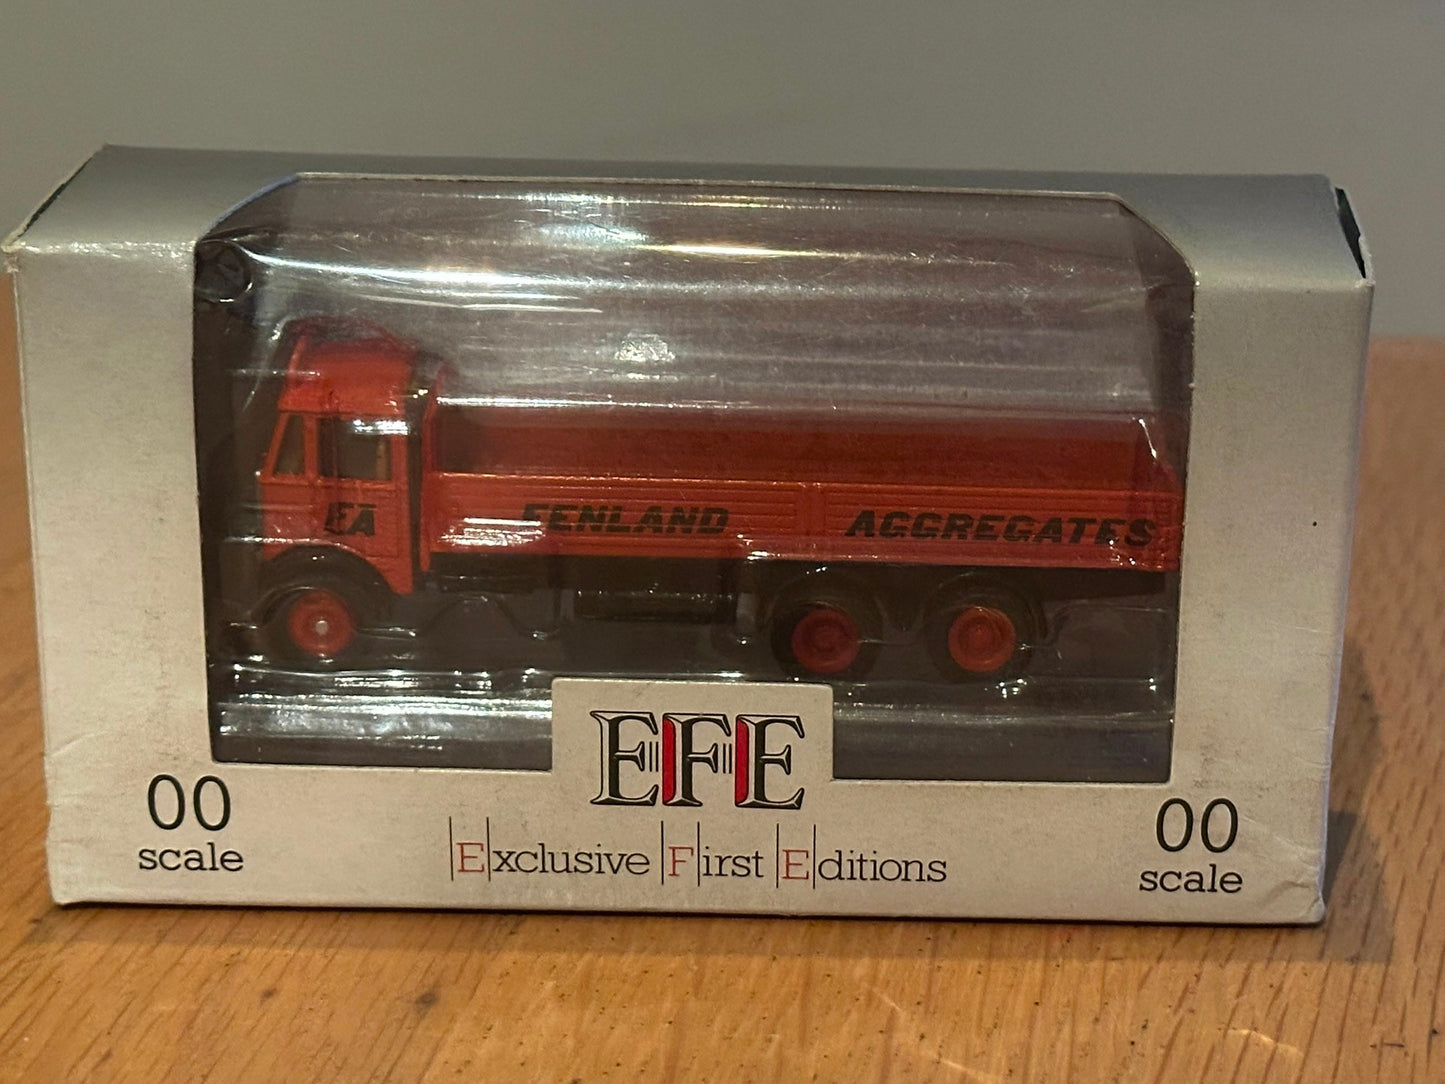 FA FENLAND AGGREGATES
EFE
00 scale
Exclusive First Editions
00 scale